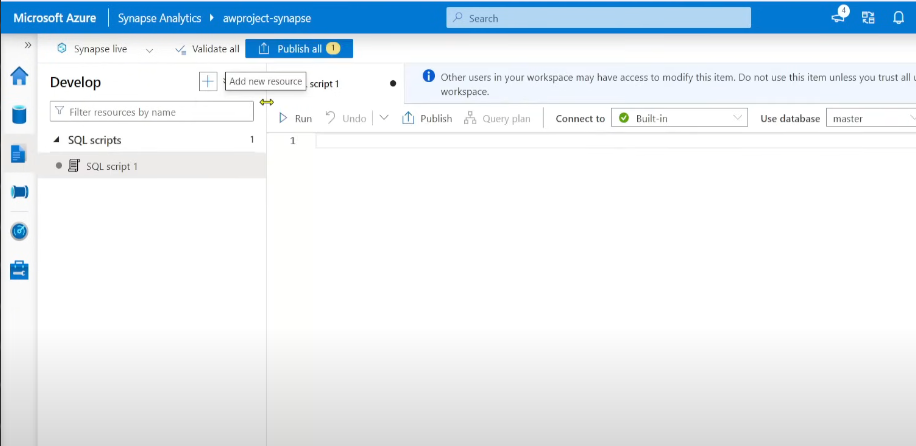 Microsoft Azure
Synapse Analytics
awproject-synapse
Search
4
Synapse live
Validate all
Publish all
1
Develop
Add new resource
script 1
Other users in your workspace may have access to modify this item. Do not use this item unless you trust all
workspace.
Filter resources by name
Run
Undo
Publish
Query plan
Connect to
Built-in
Use database
master
SQL scripts
1
1
SQL script 1